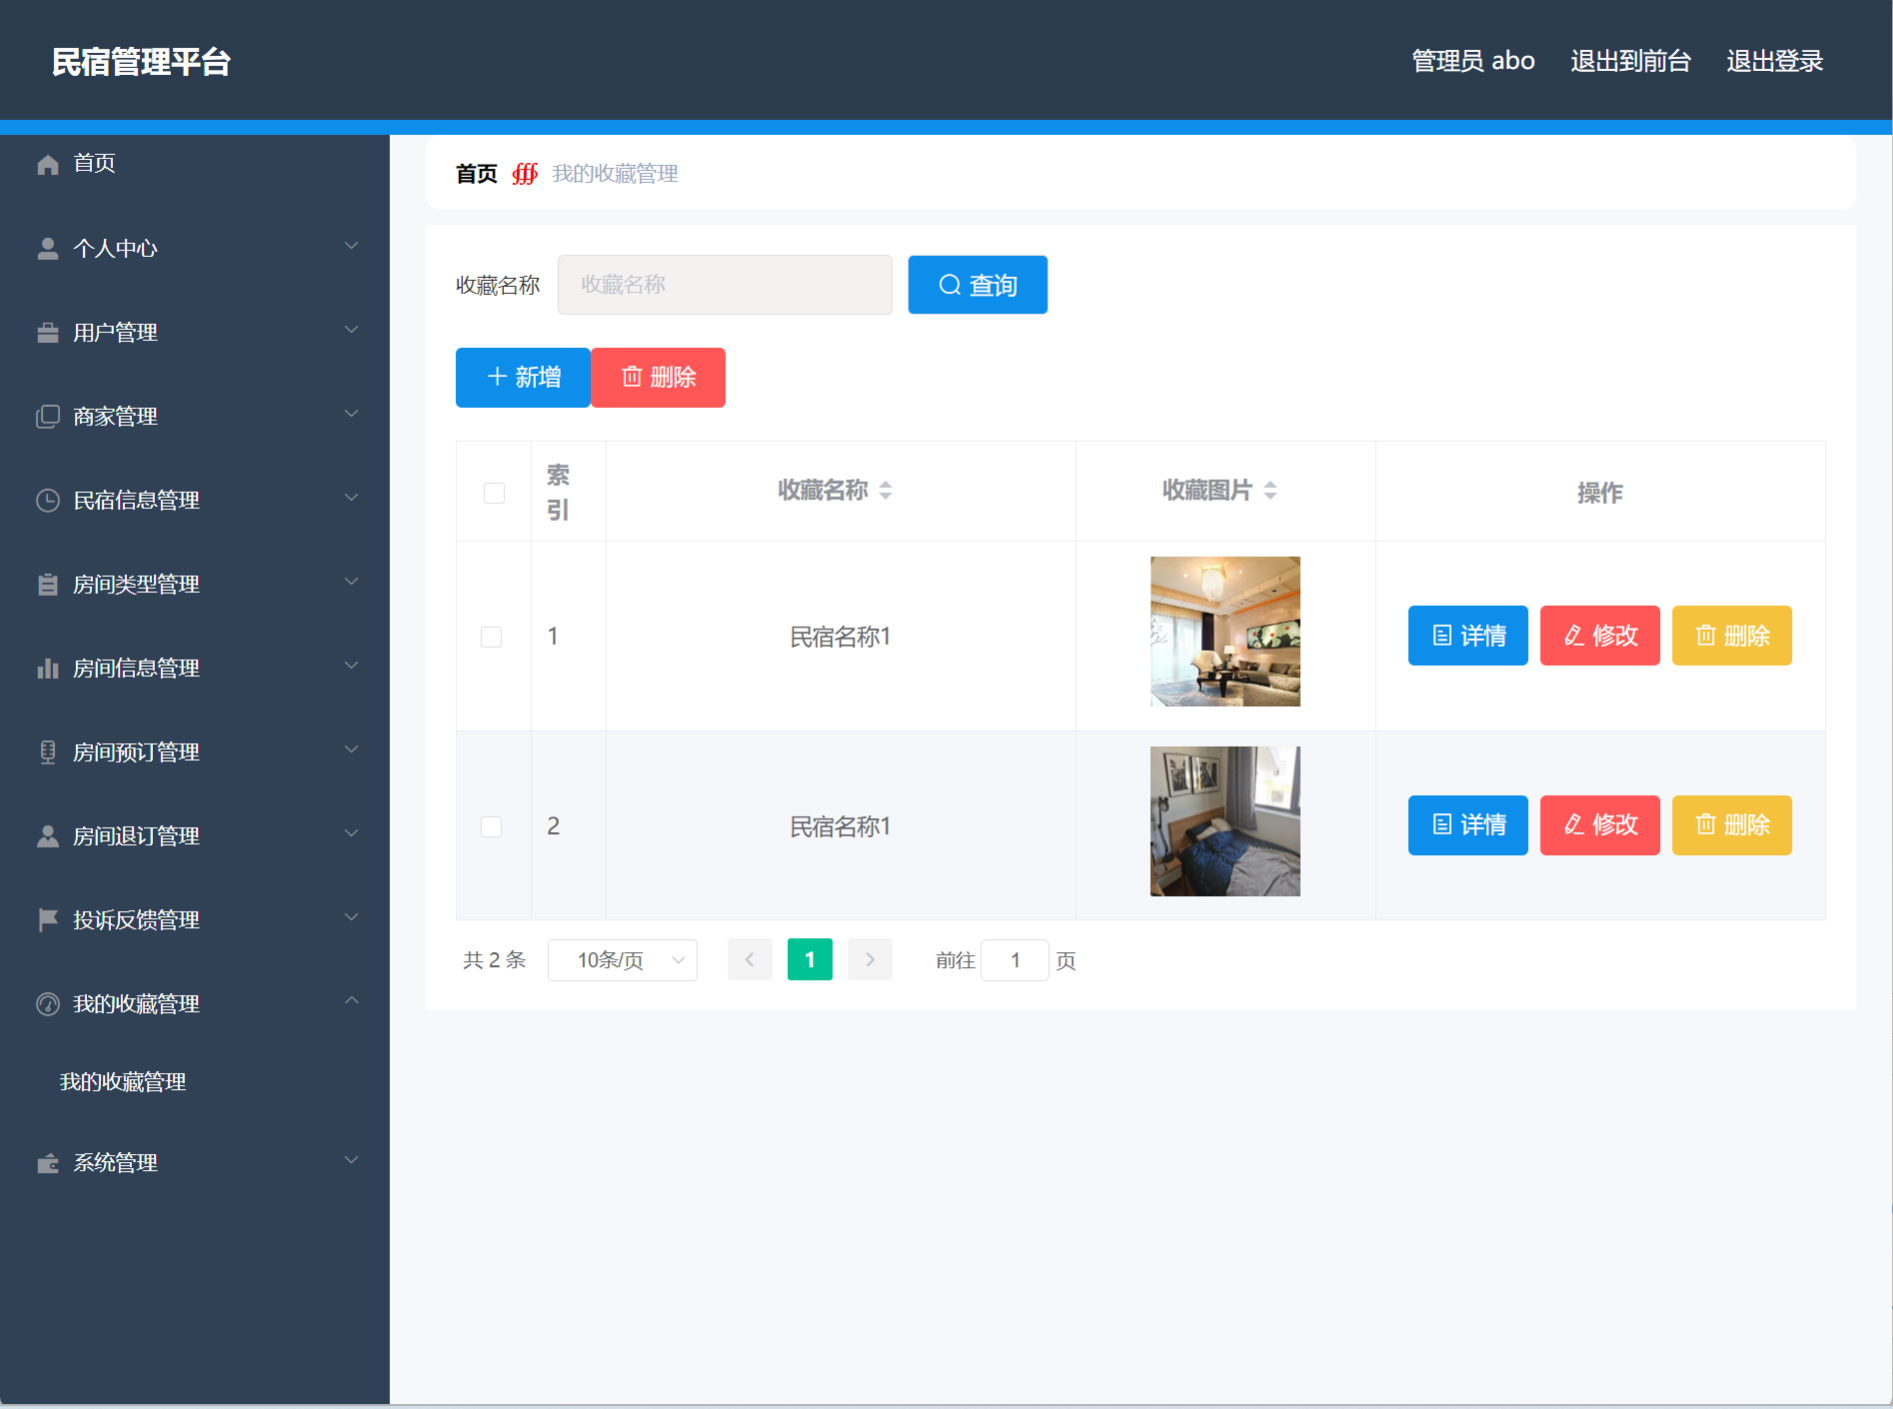 民宿管理平台
管理员 abo 退出到前台 退出登录
首页
个人中心
用户管理
商家管理
民宿信息管理
房间类型管理
房间信息管理
房间预订管理
房间退订管理
投诉反馈管理
我的收藏管理
我的收藏管理
系统管理
首页 ∰ 我的收藏管理
收藏名称 收藏名称 查询
新增 删除
索引 收藏名称 收藏图片 操作
1 民宿名称1 详情 修改 删除
2 民宿名称1 详情 修改 删除
共 2 条 10条/页 1 前往 1 页